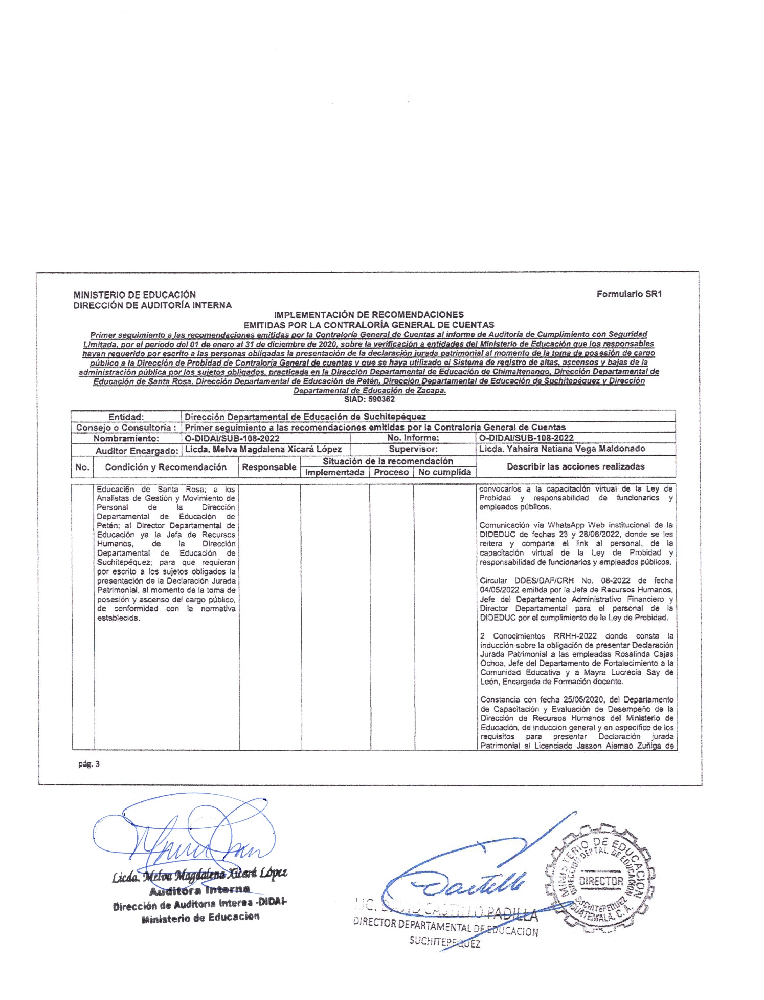 MINISTERIO DE EDUCACIÓN
DIRECCIÓN DE AUDITORÍA INTERNA
Formulario SR1
IMPLEMENTACIÓN DE RECOMENDACIONES
EMITIDAS POR LA CONTRALORÍA GENERAL DE CUENTAS
Primer seguimiento a las recomendaciones emitidas por la Contraloría General de Cuentas al informe de Auditoría de Cumplimiento con Seguridad
Limitada, por el período del 01 de enero al 31 de diciembre de 2020, sobre la verificación a entidades del Ministerio de Educación que los responsables
hayan requerido por escrito a las personas obligadas la presentación de la declaración jurada patrimonial al momento de la toma de posesión de cargo
público a la Dirección de Probidad de Contraloría General de cuentas y que se haya utilizado el Sistema de registro de altas, ascensos y bajas de la
administración pública por los sujetos obligados, practicada en la Dirección Departamental de Educación de Chimaltenango, Dirección Departamental de
Educación de Santa Rosa, Dirección Departamental de Educación de Petén, Dirección Departamental de Educación de Suchitepéquez y Dirección
Departamental de Educación de Zacapa.
SIAD: 590362
Entidad: Dirección Departamental de Educación de Suchitepéquez
Consejo o Consultoría : Primer seguimiento a las recomendaciones emitidas por la Contraloría General de Cuentas
Nombramiento: O-DIDAI/SUB-108-2022 No. Informe: O-DIDAI/SUB-108-2022
Auditor Encargado: Licda. Melva Magdalena Xicará López Supervisor: Licda. Yahaira Natiana Vega Maldonado
No. Condición y Recomendación Responsable Situación de la recomendación Describir las acciones realizadas
Implementada Proceso No cumplida
Educaci6n de Santa Rosa; a los
Analistas de Gestión y Movimiento de
Personal de la Dirección
Departamental de Educación de
Petén; al Director Departamental de
Educación ya la Jefa de Recursos
Humanos, de la Dirección
Departamental de Educación de
Suchitepéquez; para que requieran
por escrito a los sujetos obligados la
presentación de la Declaración Jurada
Patrimonial, al momento de la toma de
posesión y ascenso del cargo público,
de conformidad con la normativa
establecida.
convocarlos a la capacitación virtual de la Ley de
Probidad y responsabilidad de funcionarios y
empleados públicos.
Comunicación vía WhatsApp Web institucional de la
DIDEDUC de fechas 23 y 28/06/2022, donde se les
reitera y comparte el link al personal, de la
capacitación virtual de la Ley de Probidad y
responsabilidad de funcionarios y empleados públicos.
Circular DDES/DAF/CRH No. 08-2022 de fecha
04/05/2022 emitida por la Jefa de Recursos Humanos,
Jefe del Departamento Administrativo Financiero y
Director Departamental para el personal de la
DIDEDUC por el cumplimiento de la Ley de Probidad.
2 Conocimientos RRHH-2022 donde consta la
inducción sobre la obligación de presentar Declaración
Jurada Patrimonial a las empleadas Rosalinda Cajas
Ochoa, Jefe del Departamento de Fortalecimiento a la
Comunidad Educativa y a Mayra Lucrecia Say de
León, Encargada de Formación docente.
Constancia con fecha 25/05/2020, del Departamento
de Capacitación y Evaluación de Desempeño de la
Dirección de Recursos Humanos del Ministerio de
Educación, de inducción general y en específico de los
requisitos para presentar Declaración jurada
Patrimonial al Licenciado Jasson Alemao Zuñiga de
pág. 3
Licda. Melva Magdalena Xicará López
Auditora Interna
Dirección de Auditoria Interna -DIDAI-
Ministerio de Educacion
LIC. DAVID CASTILLO PADILLA
DIRECTOR DEPARTAMENTAL DE EDUCACION
SUCHITEPEQUEZ
MINISTERIO DE EDUCACION
DIRECCION DEPTAL DE EDUCACION
DIRECTOR
SUCHITEPEQUEZ
GUATEMALA, C. A.